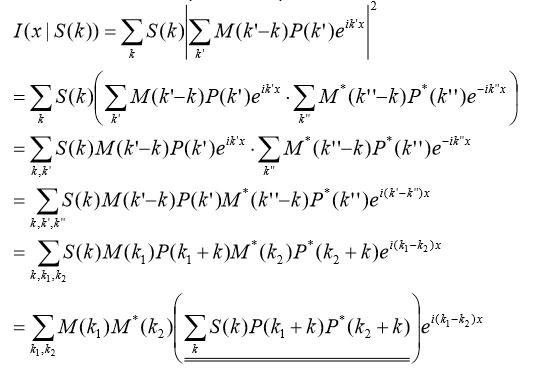 I(x | S(k)) = ∑_k S(k) | ∑_{k'} M(k'−k)P(k')e^{ik'x} |^2
= ∑_k S(k) ( ∑_{k'} M(k'−k)P(k')e^{ik'x} · ∑_{k''} M^*(k''−k)P^*(k'')e^{−ik''x} )
= ∑_{k,k'} S(k)M(k'−k)P(k')e^{ik'x} · ∑_{k''} M^*(k''−k)P^*(k'')e^{−ik''x}
= ∑_{k,k',k''} S(k)M(k'−k)P(k')M^*(k''−k)P^*(k'')e^{i(k'−k'')x}
= ∑_{k,k_1,k_2} S(k)M(k_1)P(k_1+k)M^*(k_2)P^*(k_2+k)e^{i(k_1−k_2)x}
= ∑_{k_1,k_2} M(k_1)M^*(k_2) ( ∑_k S(k)P(k_1+k)P^*(k_2+k) ) e^{i(k_1−k_2)x}